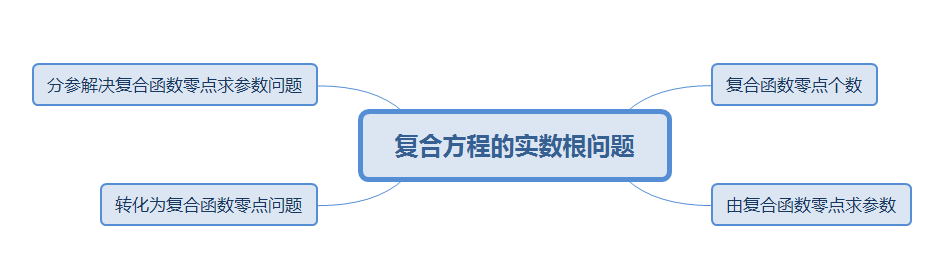 分参解决复合函数零点求参数问题
复合函数零点个数
复合方程的实数根问题
转化为复合函数零点问题
由复合函数零点求参数